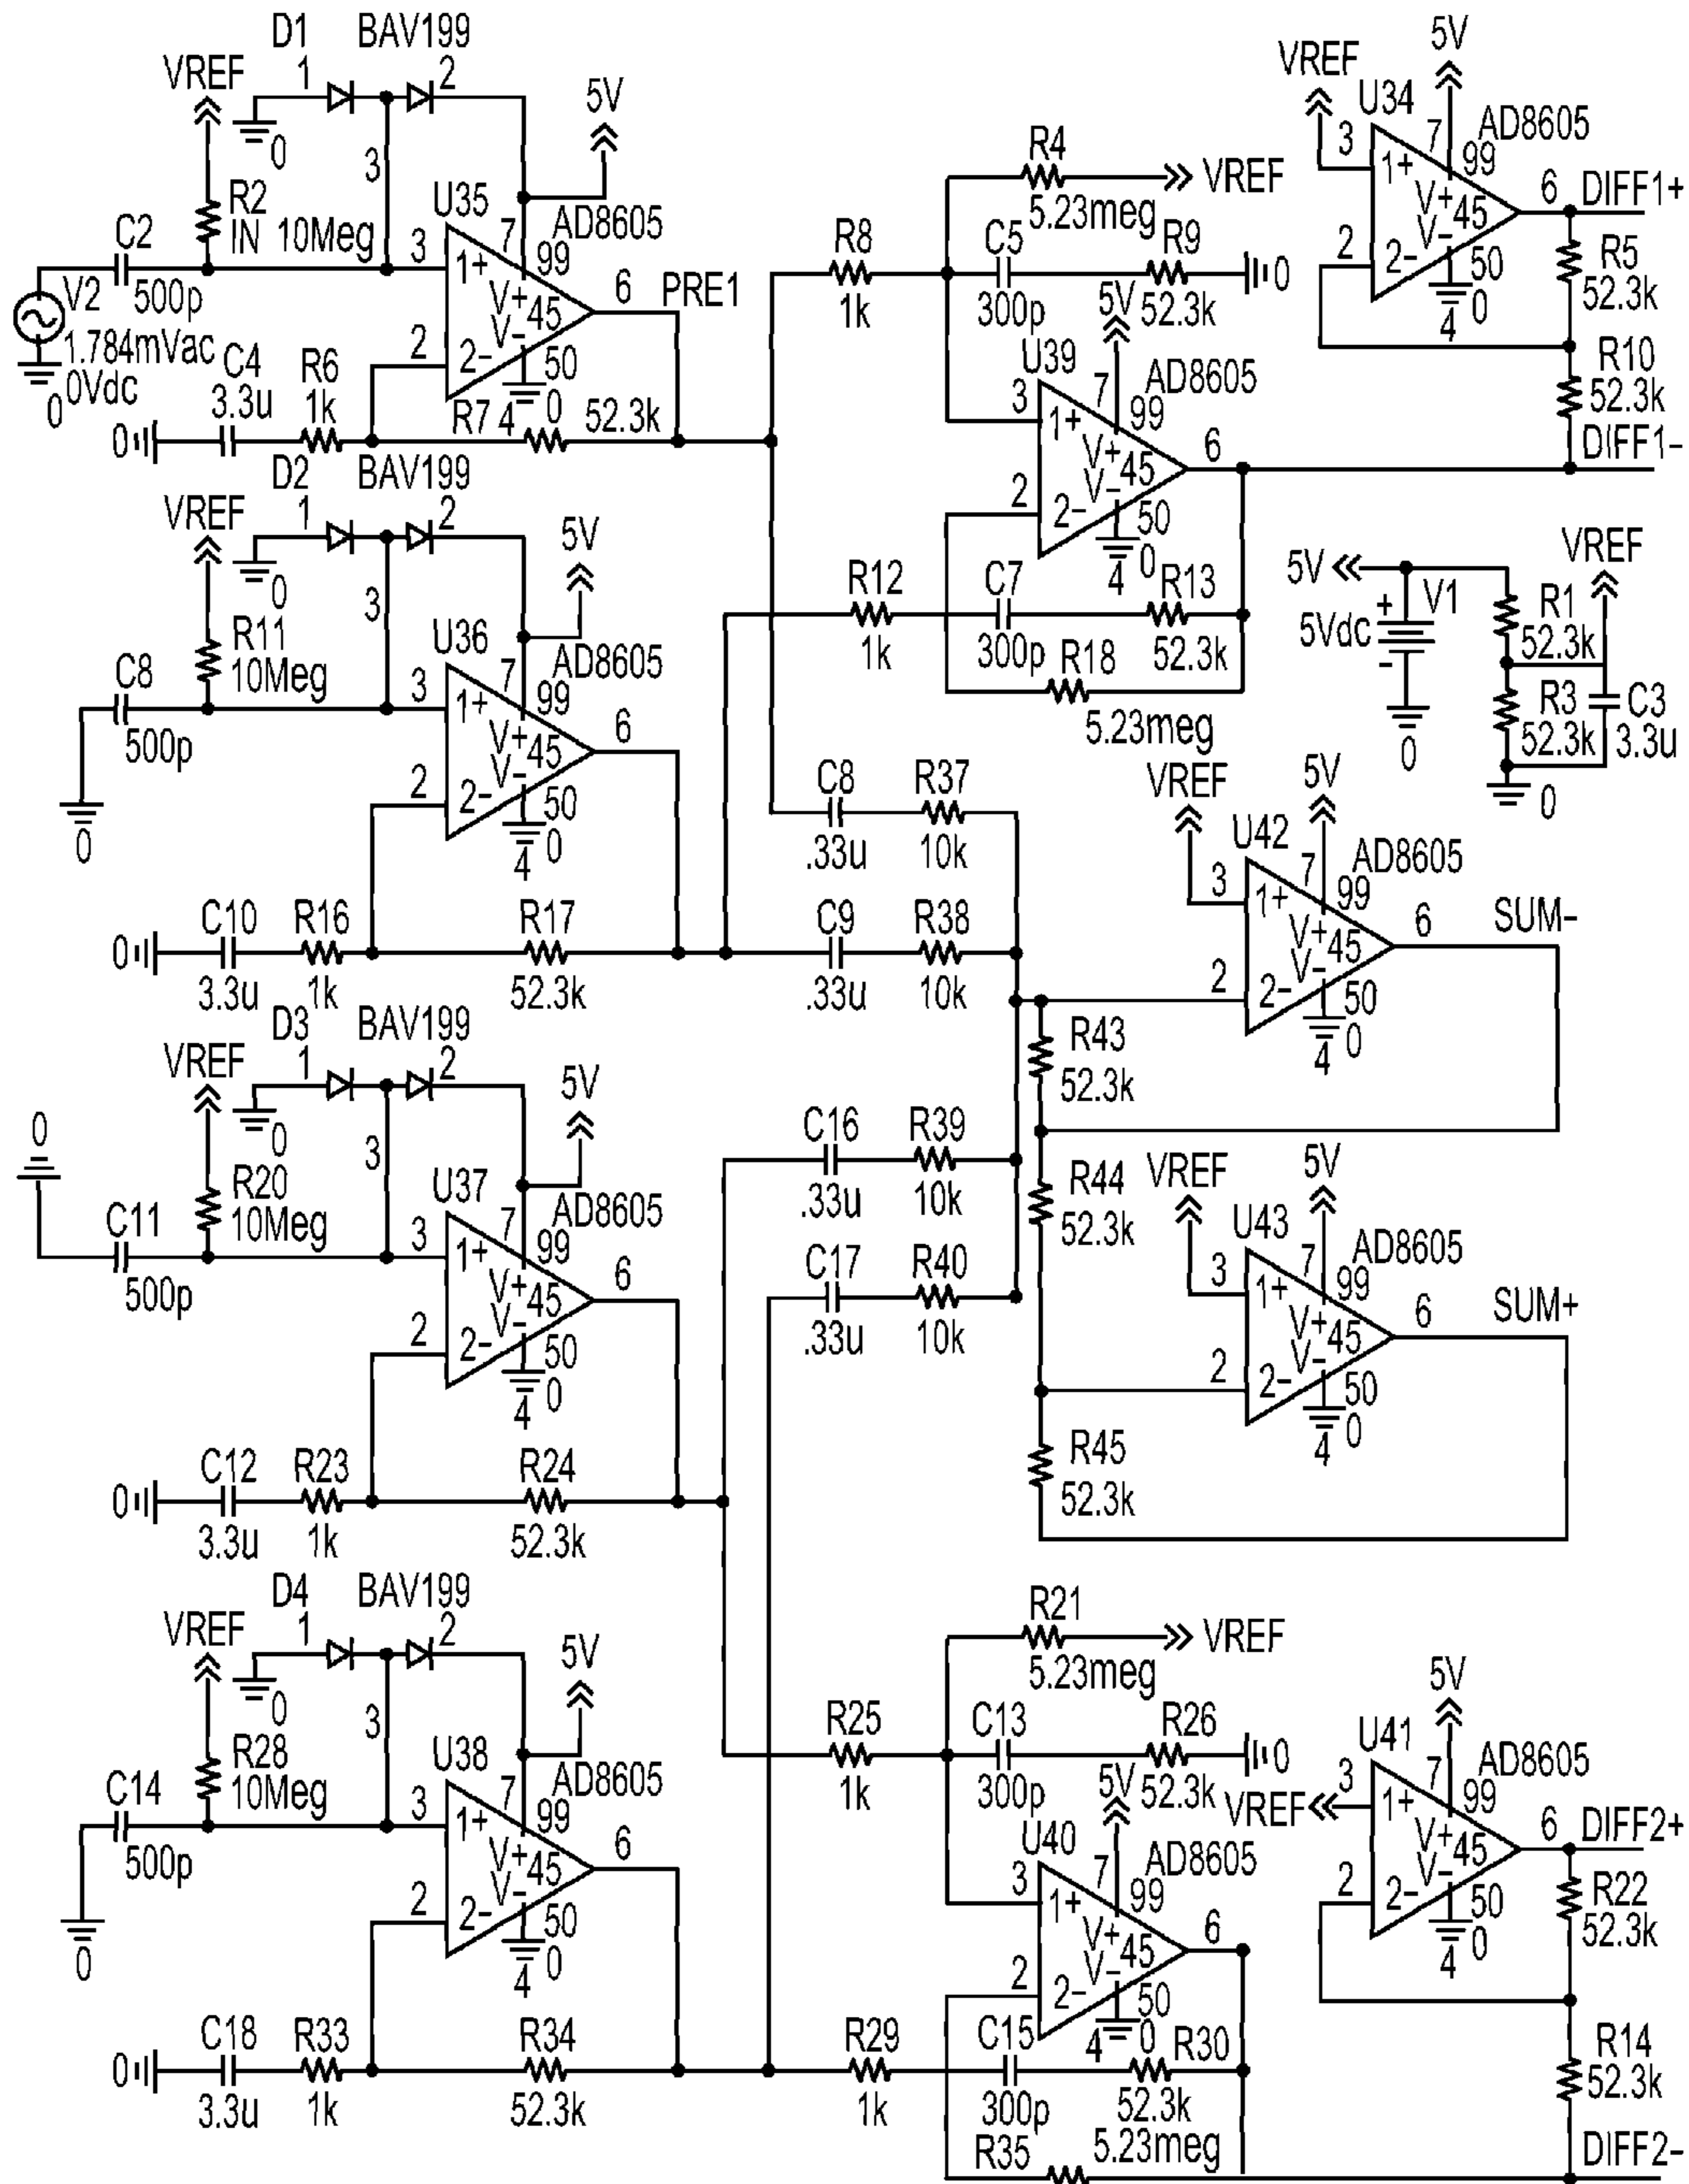 D1 BAV199
VREF 1 2
5V
0 3
R2
IN 10Meg
U35
7 AD8605
99
C2
500p
3 1+ V+ 45 6 PRE1
V2
1.784mVac
0Vdc
0
2 2- V- 50
4 0
C4
3.3u
R6
1k
R7
52.3k
0
D2 BAV199
VREF 1 2
5V
0 3
R11
10Meg
U36
7 AD8605
99
C8
500p
0
3 1+ V+ 45 6
2 2- V- 50
4 0
0
C10
3.3u
R16
1k
R17
52.3k
D3 BAV199
VREF 1 2
5V
0 3
0
R20
10Meg
U37
7 AD8605
99
C11
500p
3 1+ V+ 45 6
2 2- V- 50
4 0
0
C12
3.3u
R23
1k
R24
52.3k
D4 BAV199
VREF 1 2
5V
0 3
R28
10Meg
U38
7 AD8605
99
C14
500p
0
3 1+ V+ 45 6
2 2- V- 50
4 0
0
C18
3.3u
R33
1k
R34
52.3k
R4
5.23meg
VREF
R8
1k
C5
300p
R9
52.3k
0
5V
U39
7 AD8605
99
3 1+ V+ 45 6
2 2- V- 50
4 0
R12
1k
C7
300p
R13
52.3k
R18
5.23meg
5V
VREF
U34
7 AD8605
99
3 1+ V+ 45 6 DIFF1+
2 2- V- 50
4 0
R5
52.3k
R10
52.3k
DIFF1-
5V
5Vdc
+
-
V1
0
VREF
R1
52.3k
R3
52.3k
C3
3.3u
0
C8
.33u
R37
10k
C9
.33u
R38
10k
VREF
5V
U42
7 AD8605
99
3 1+ V+ 45 6 SUM-
2 2- V- 50
4 0
R43
52.3k
C16
.33u
R39
10k
R44
52.3k
C17
.33u
R40
10k
VREF
5V
U43
7 AD8605
99
3 1+ V+ 45 6 SUM+
2 2- V- 50
4 0
R45
52.3k
R21
5.23meg
VREF
R25
1k
C13
300p
R26
52.3k
0
5V
U40
7 AD8605
99
3 1+ V+ 45 6
2 2- V- 50
4 0
R29
1k
C15
300p
R30
52.3k
R35
5.23meg
5V
U41
7 AD8605
99
VREF
3 1+ V+ 45 6 DIFF2+
2 2- V- 50
4 0
R22
52.3k
R14
52.3k
DIFF2-